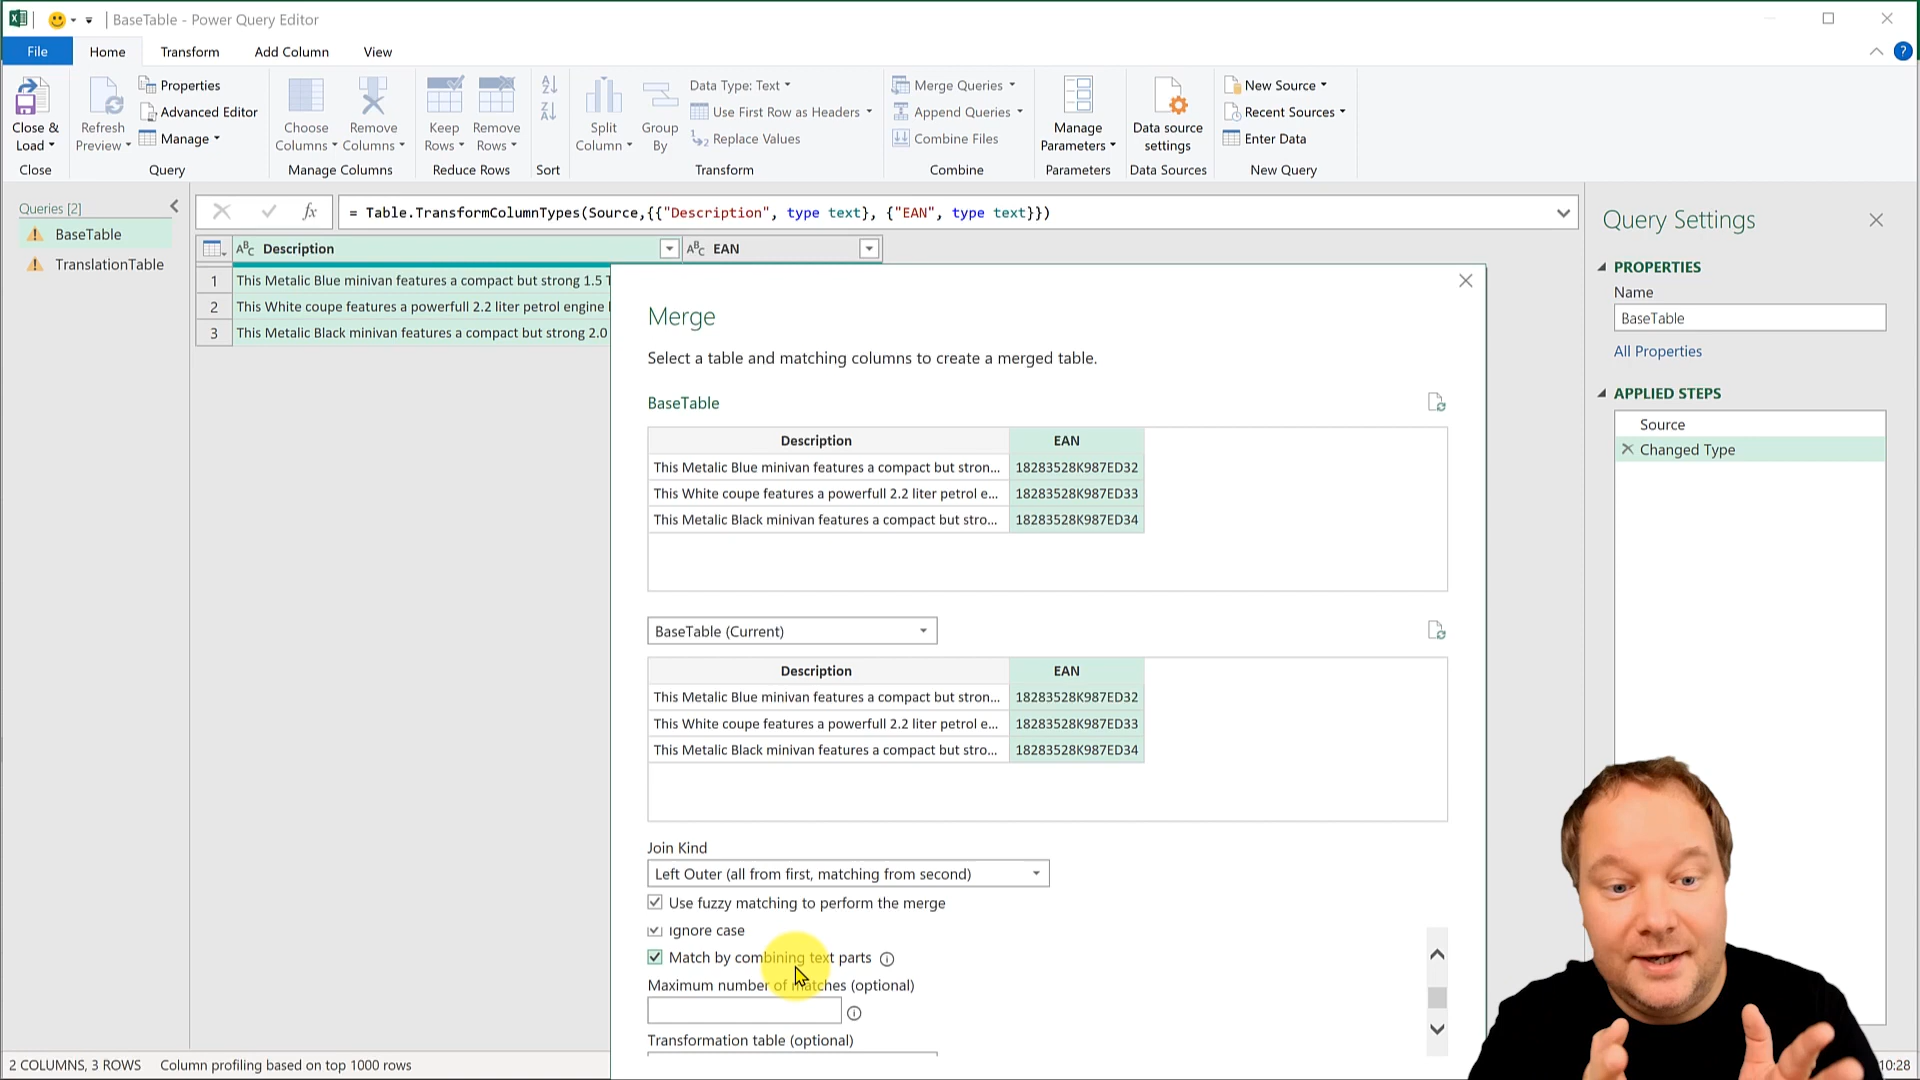 BaseTable - Power Query Editor
File
Home
Transform
Add Column
View
Close & Load
Close
Refresh Preview
Properties
Advanced Editor
Manage
Query
Choose Columns
Remove Columns
Manage Columns
Keep Rows
Remove Rows
Reduce Rows
Sort
Split Column
Group By
Data Type: Text
Use First Row as Headers
Replace Values
Transform
Merge Queries
Append Queries
Combine Files
Combine
Manage Parameters
Parameters
Data source settings
Data Sources
New Source
Recent Sources
Enter Data
New Query
Queries [2]
BaseTable
TranslationTable
fx
= Table.TransformColumnTypes(Source,{{"Description", type text}, {"EAN", type text}})
ABC Description
ABC EAN
1 This Metalic Blue minivan features a compact but strong 1.5
2 This White coupe features a powerfull 2.2 liter petrol engine
3 This Metalic Black minivan features a compact but strong 2.0
Merge
Select a table and matching columns to create a merged table.
BaseTable
Description EAN
This Metalic Blue minivan features a compact but stron... 18283528K987ED32
This White coupe features a powerfull 2.2 liter petrol e... 18283528K987ED33
This Metalic Black minivan features a compact but stro... 18283528K987ED34
BaseTable (Current)
Description EAN
This Metalic Blue minivan features a compact but stron... 18283528K987ED32
This White coupe features a powerfull 2.2 liter petrol e... 18283528K987ED33
This Metalic Black minivan features a compact but stro... 18283528K987ED34
Join Kind
Left Outer (all from first, matching from second)
Use fuzzy matching to perform the merge
Ignore case
Match by combining text parts
Maximum number of matches (optional)
Transformation table (optional)
Query Settings
PROPERTIES
Name
BaseTable
All Properties
APPLIED STEPS
Source
Changed Type
2 COLUMNS, 3 ROWS
Column profiling based on top 1000 rows
10:28